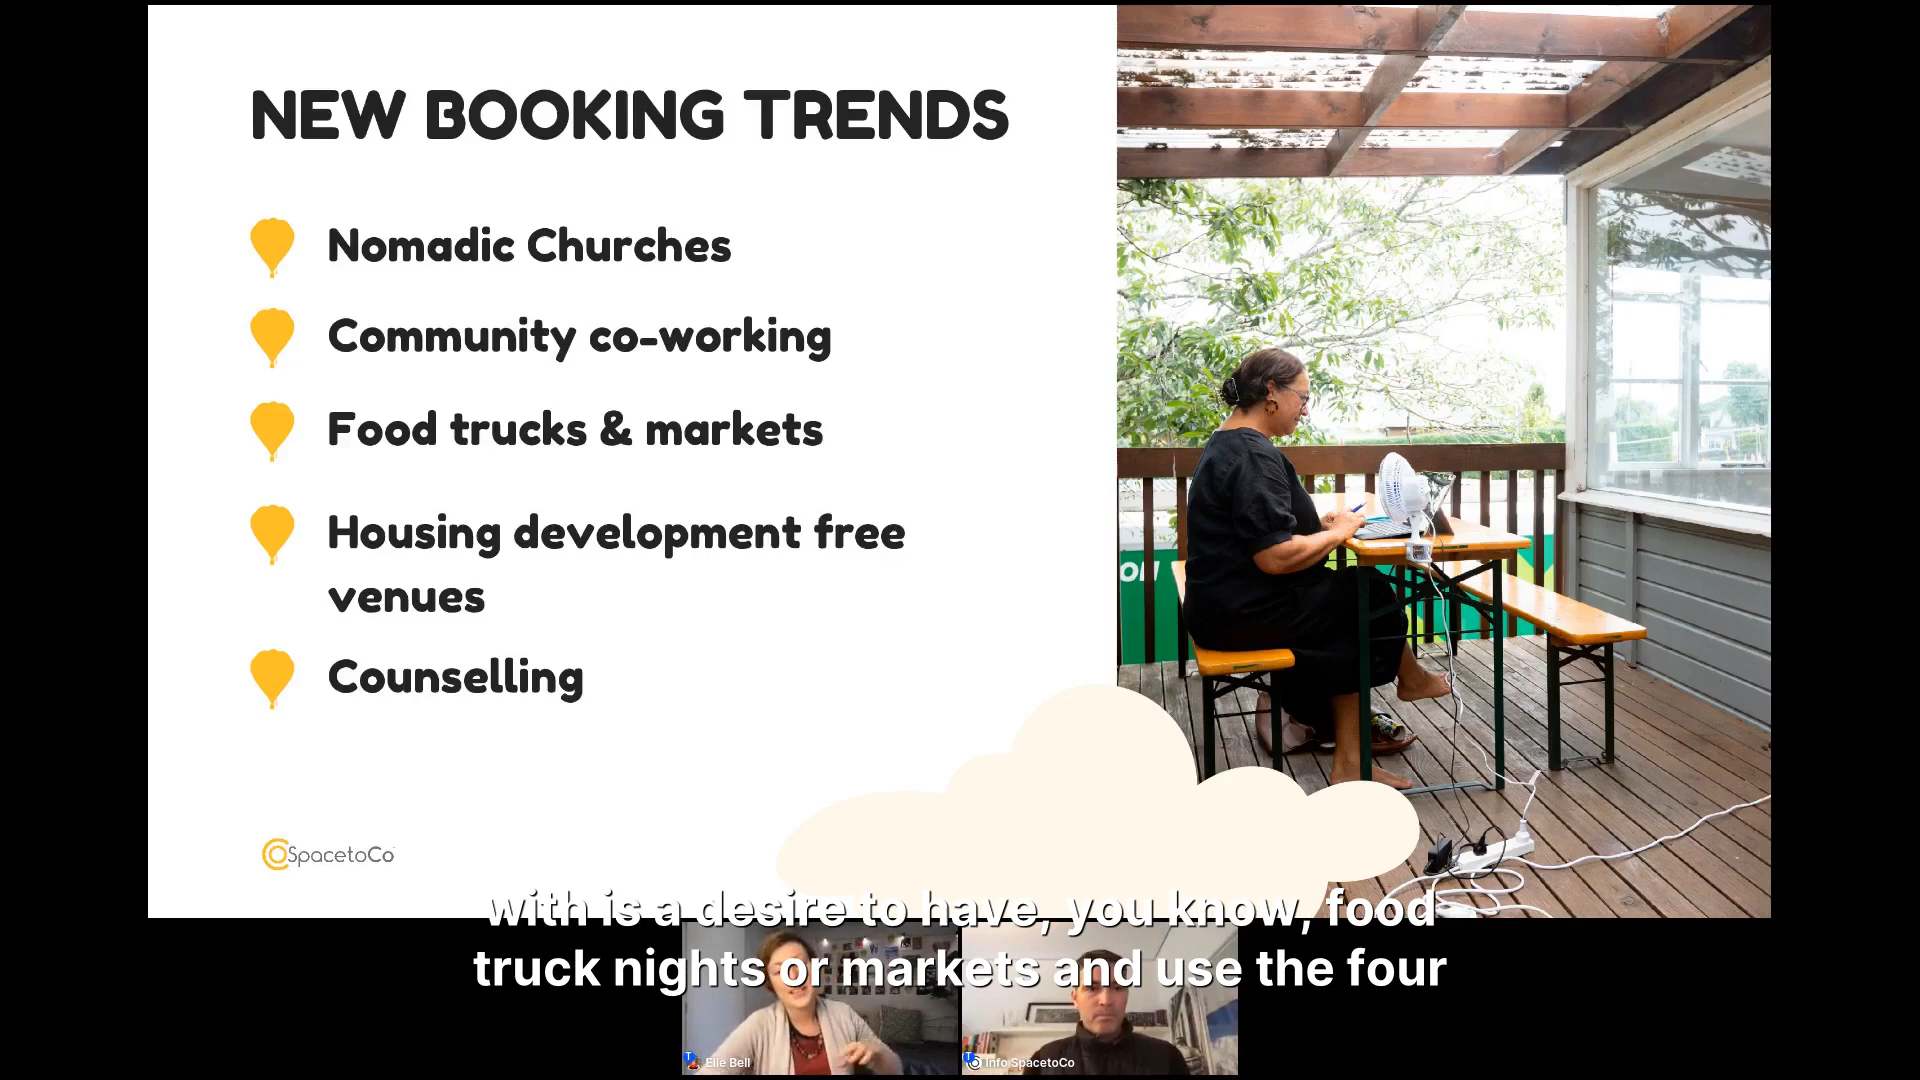 NEW BOOKING TRENDS
Nomadic Churches
Community co-working
Food trucks & markets
Housing development free
venues
Counselling
SpacetoCo
with is a desire to have, you know, food
truck nights or markets and use the four
Elle Bell
info SpacetoCo